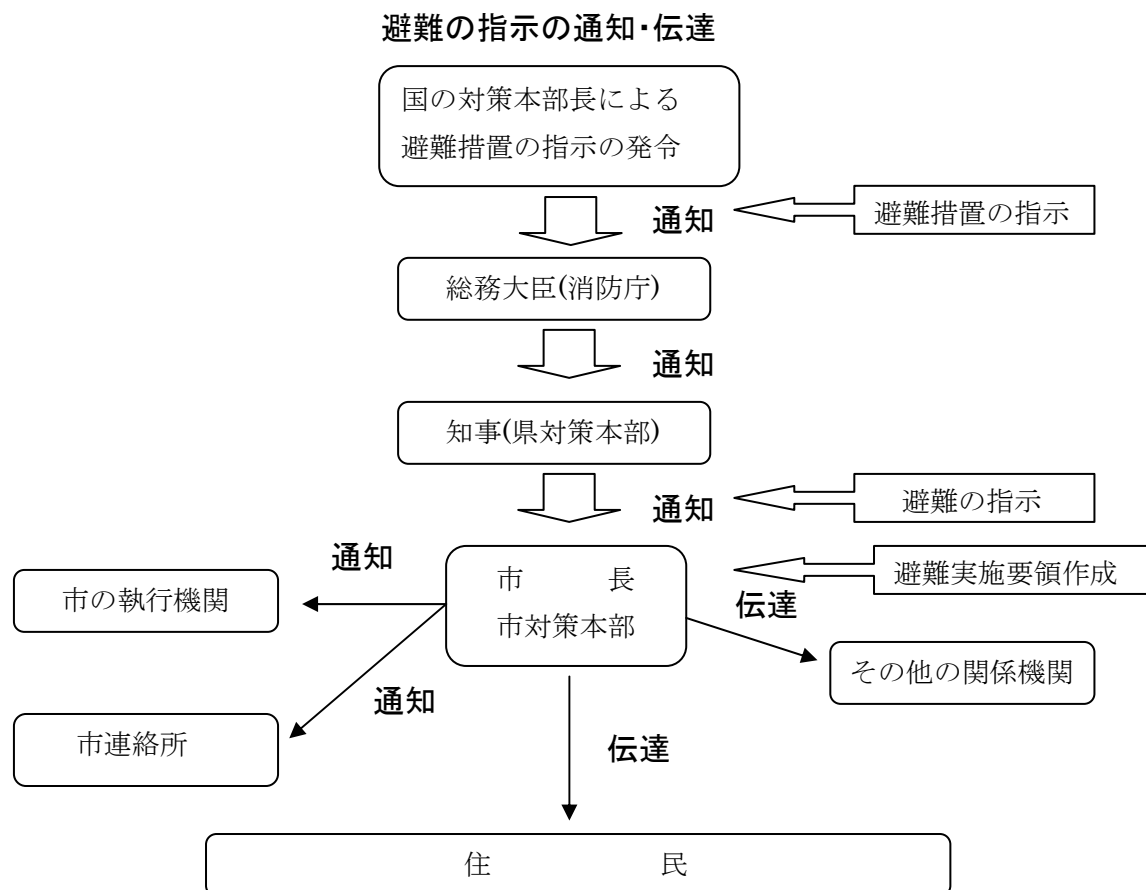 避難の指示の通知・伝達
国の対策本部長による
避難措置の指示の発令
通知
避難措置の指示
総務大臣(消防庁)
通知
知事(県対策本部)
通知
避難の指示
通知
市　　　長
市対策本部
避難実施要領作成
市の執行機関
伝達
その他の関係機関
通知
市連絡所
伝達
住　　　　　　民